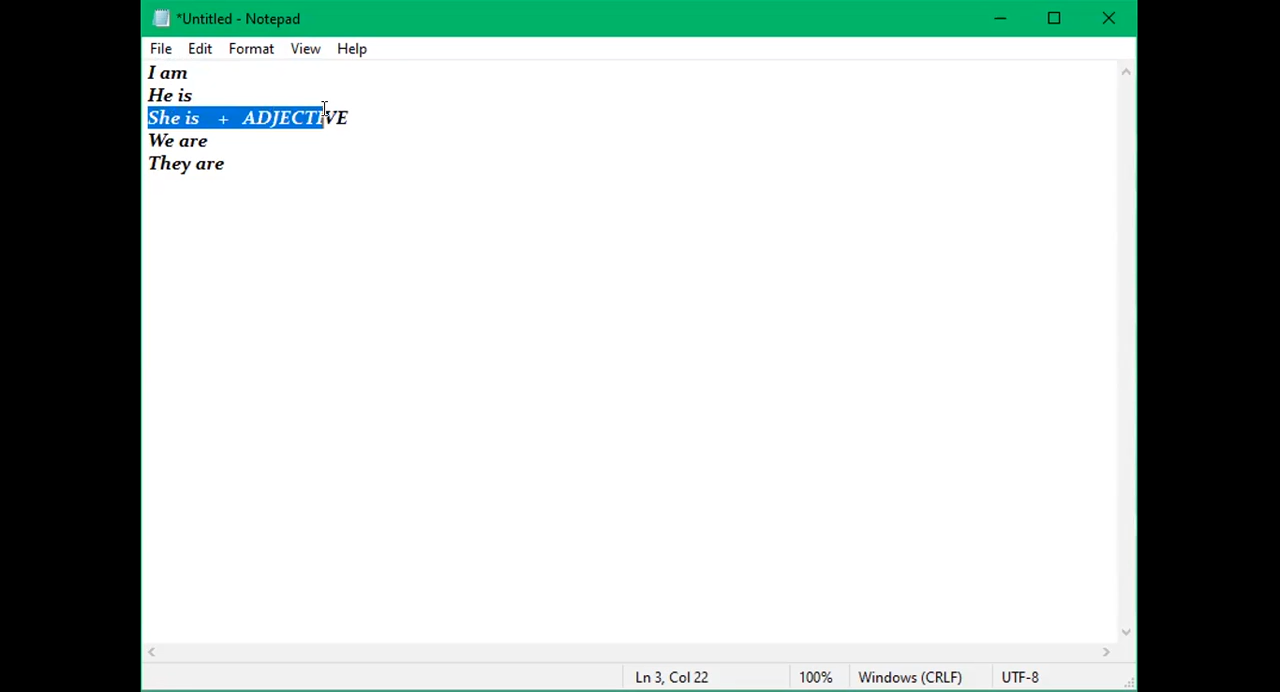 *Untitled - Notepad
File Edit Format View Help
I am
He is
She is + ADJECTIVE
We are
They are
Ln 3, Col 22 100% Windows (CRLF) UTF-8